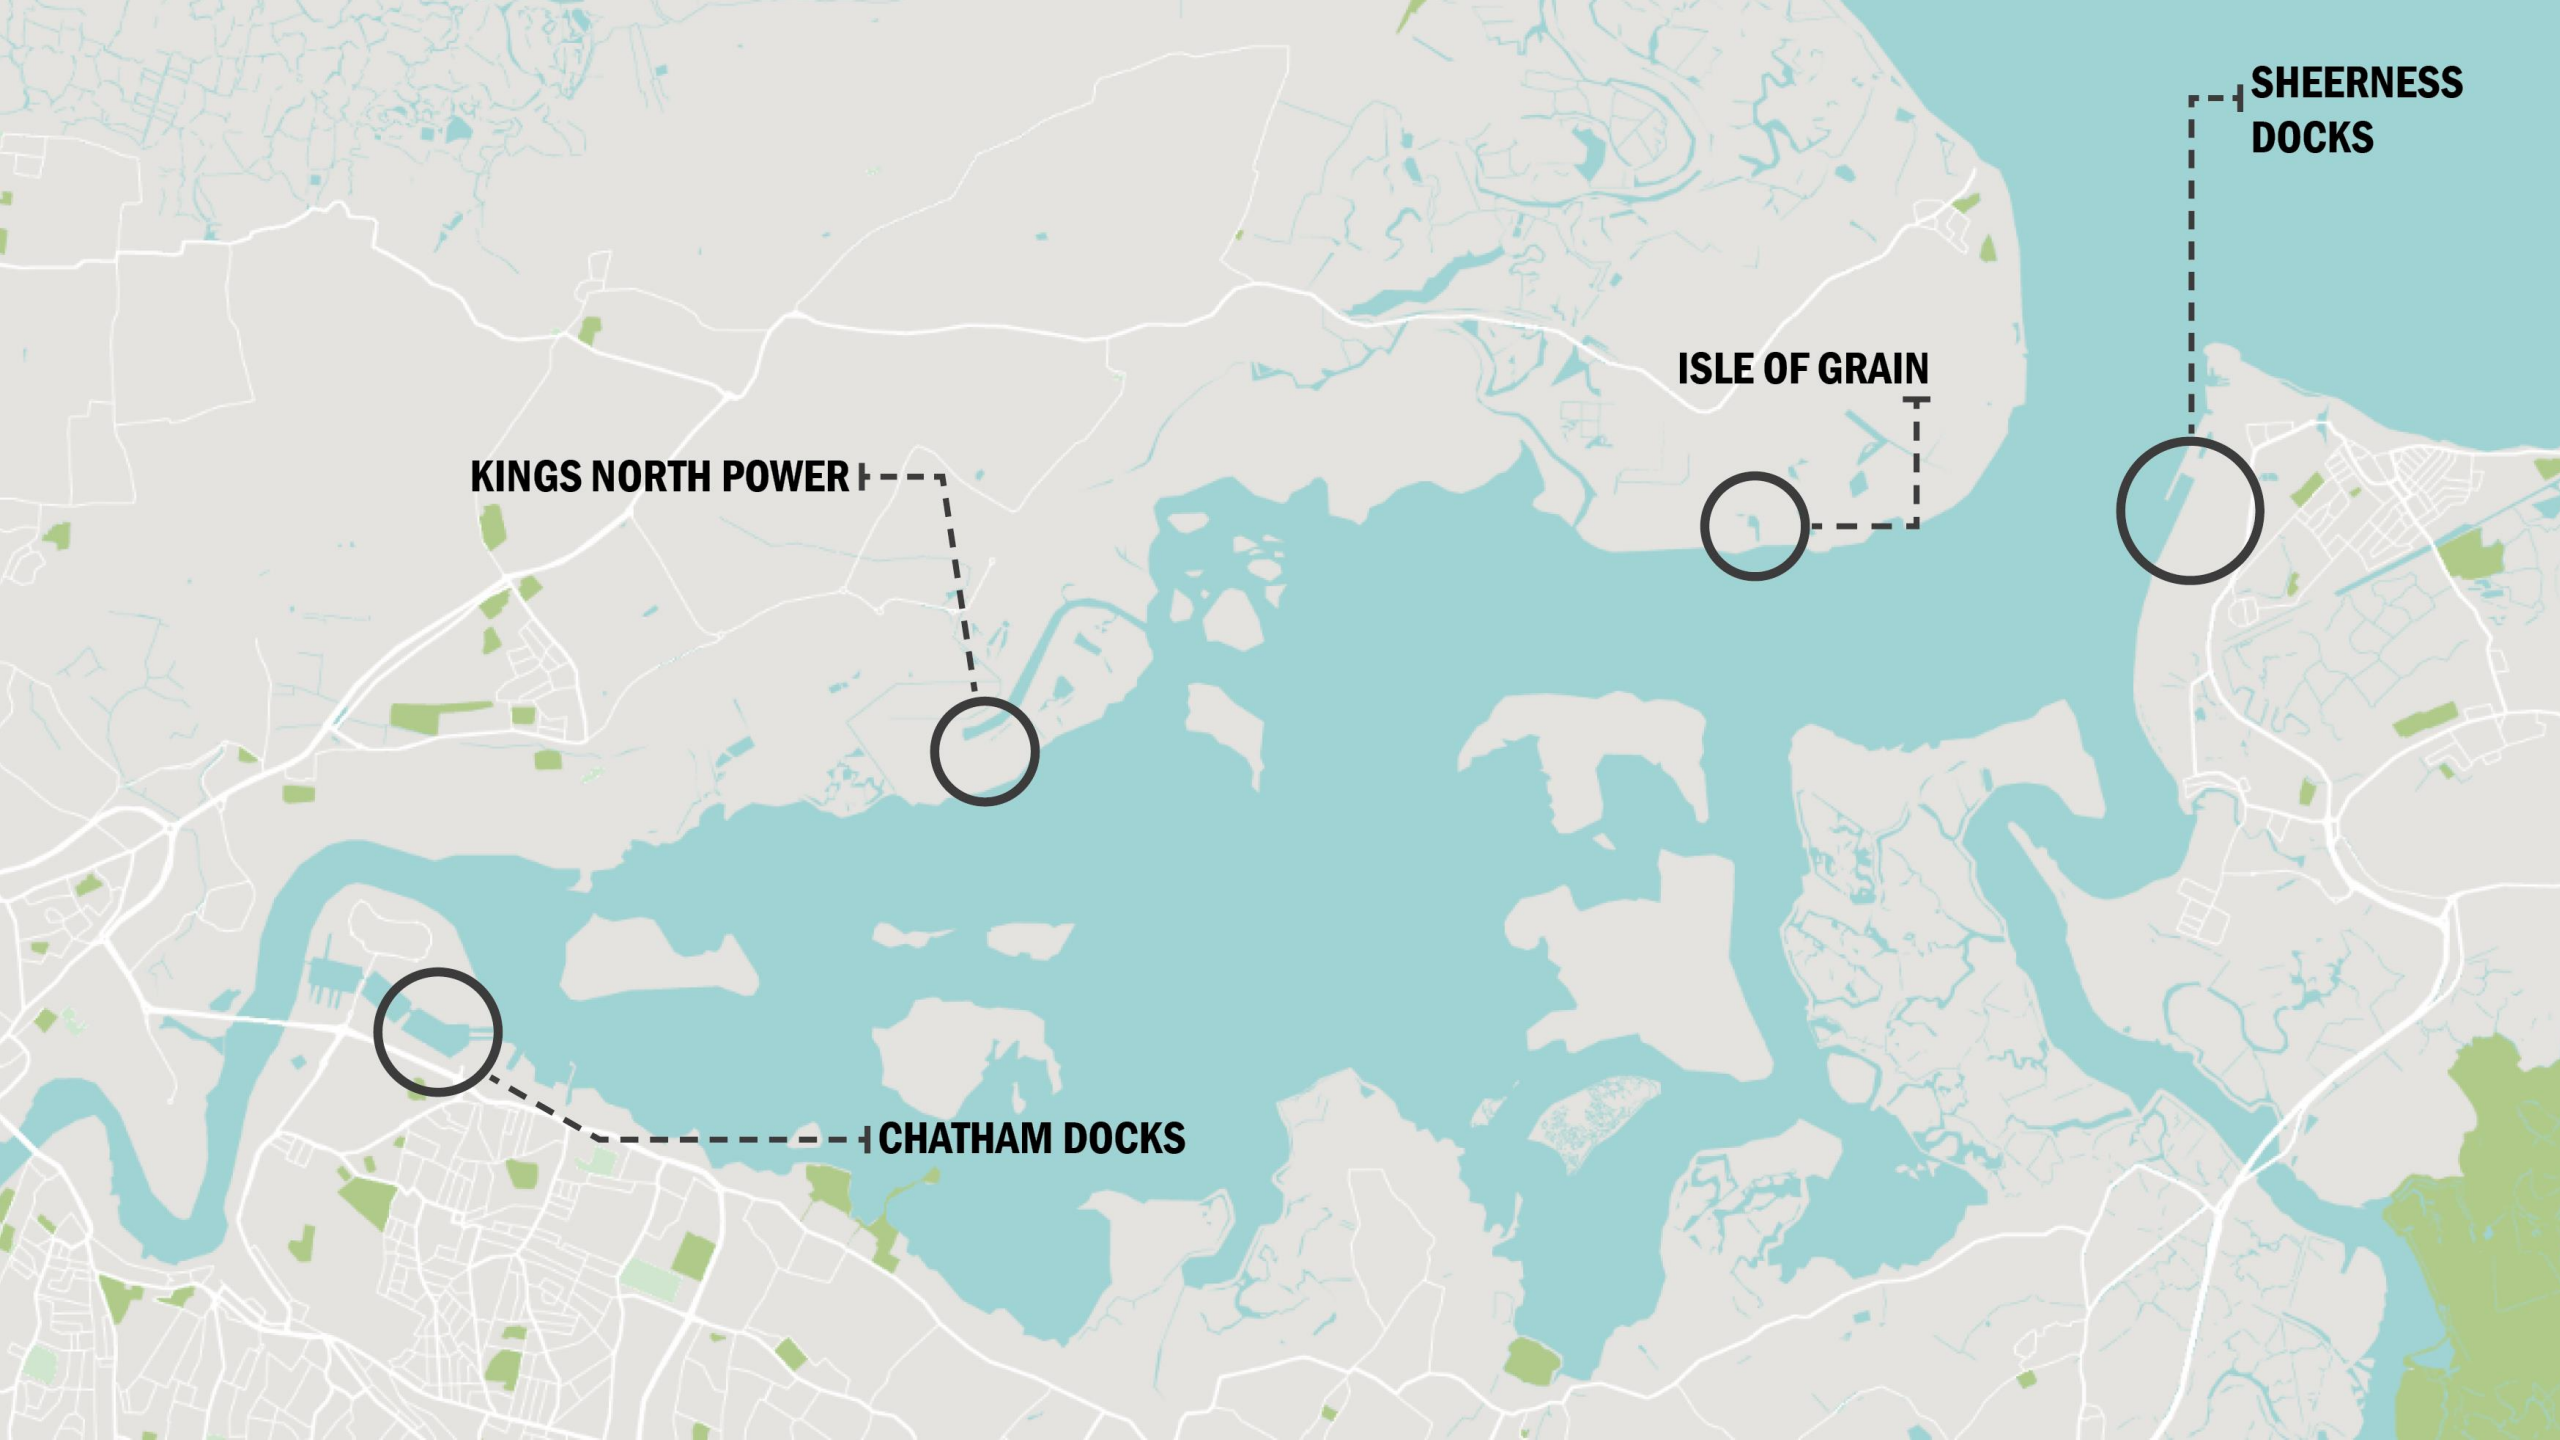 SHEERNESS
DOCKS
ISLE OF GRAIN
KINGS NORTH POWER
CHATHAM DOCKS